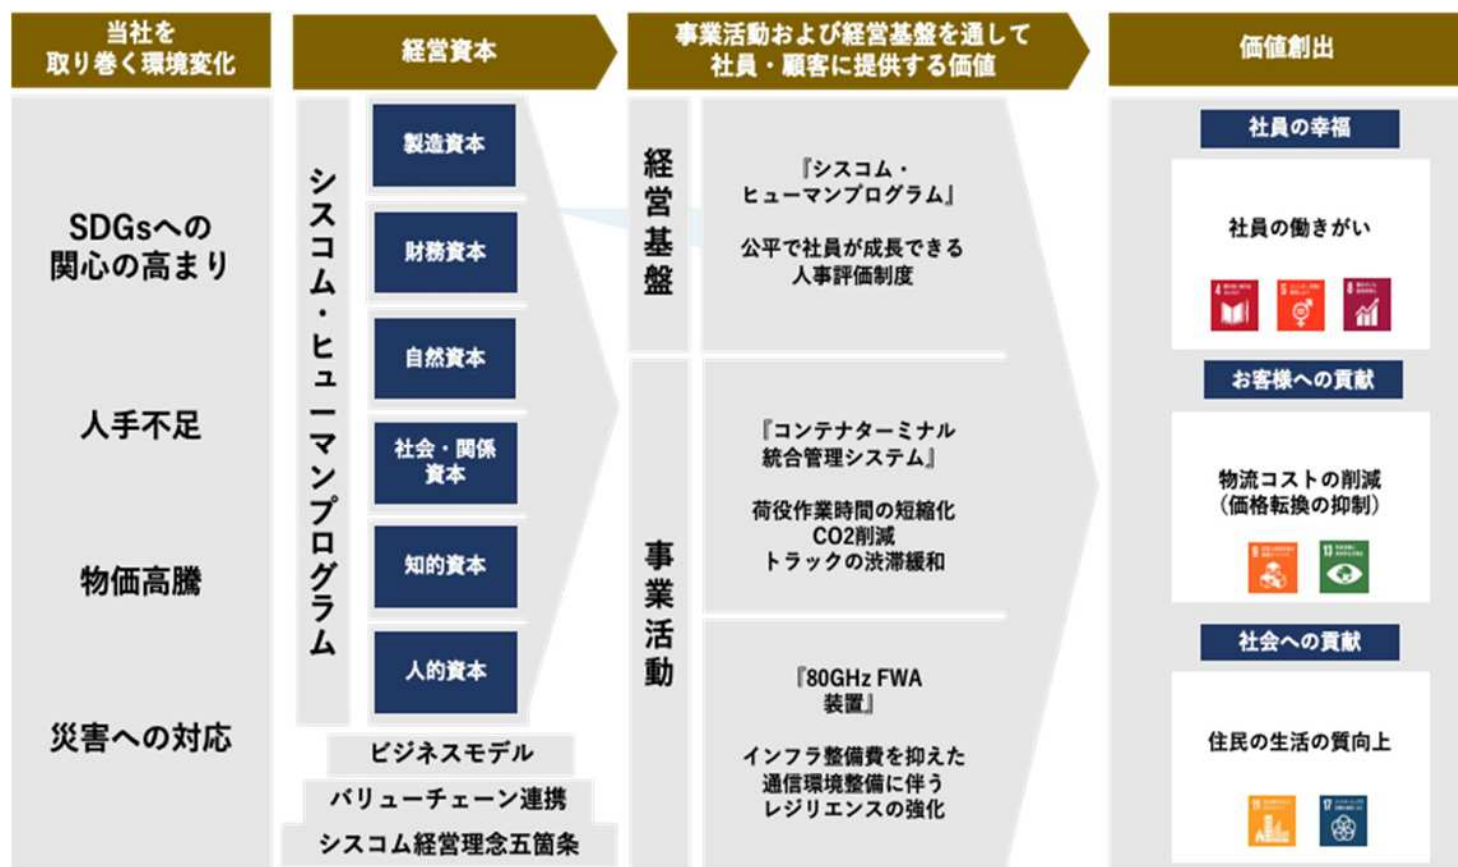 当社を
取り巻く環境変化
経営資本
事業活動および経営基盤を通して
社員・顧客に提供する価値
価値創出
SDGsへの
関心の高まり
人手不足
物価高騰
災害への対応
シスコム・ヒューマンプログラム
製造資本
財務資本
自然資本
社会・関係
資本
知的資本
人的資本
ビジネスモデル
バリューチェーン連携
シスコム経営理念五箇条
経営基盤
『シスコム・
ヒューマンプログラム』
公平で社員が成長できる
人事評価制度
事業活動
『コンテナターミナル
統合管理システム』
荷役作業時間の短縮化
CO2削減
トラックの渋滞緩和
『80GHz FWA
装置』
インフラ整備費を抑えた
通信環境整備に伴う
レジリエンスの強化
社員の幸福
社員の働きがい
4
5
8
お客様への貢献
物流コストの削減
（価格転換の抑制）
9
13
社会への貢献
住民の生活の質向上
11
17